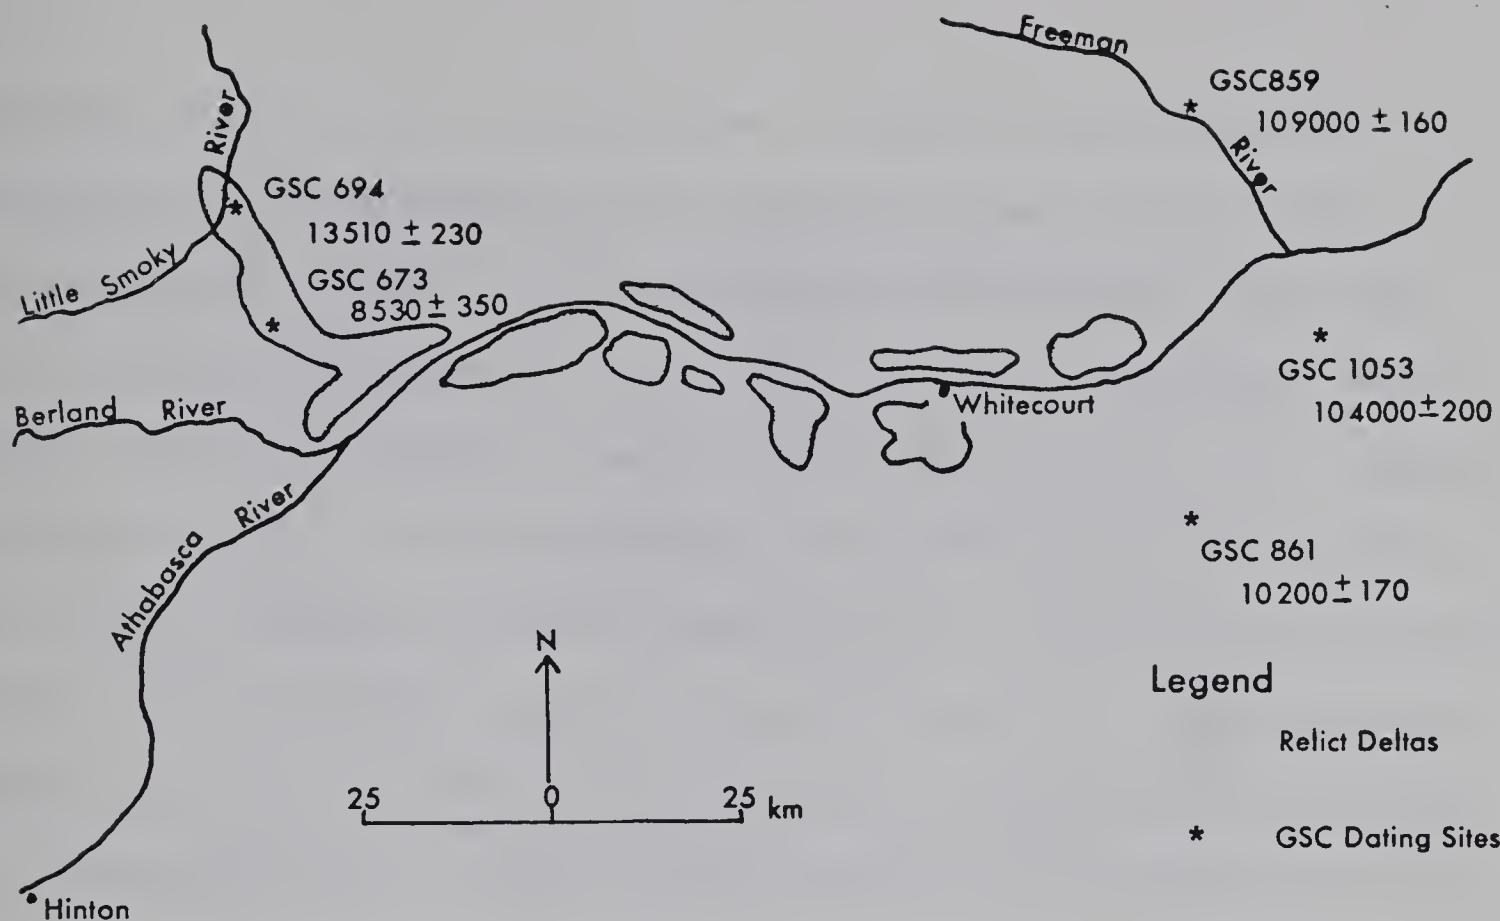 Freeman
River
GSC859
109000 ± 160
River
GSC 694
13510 ± 230
Little Smoky
GSC 673
8530 ± 350
GSC 1053
104000±200
Berland River
Whitecourt
Athabasca River
GSC 861
10200±170
N
Legend
Relict Deltas
25 0 25 km
* GSC Dating Sites
Hinton